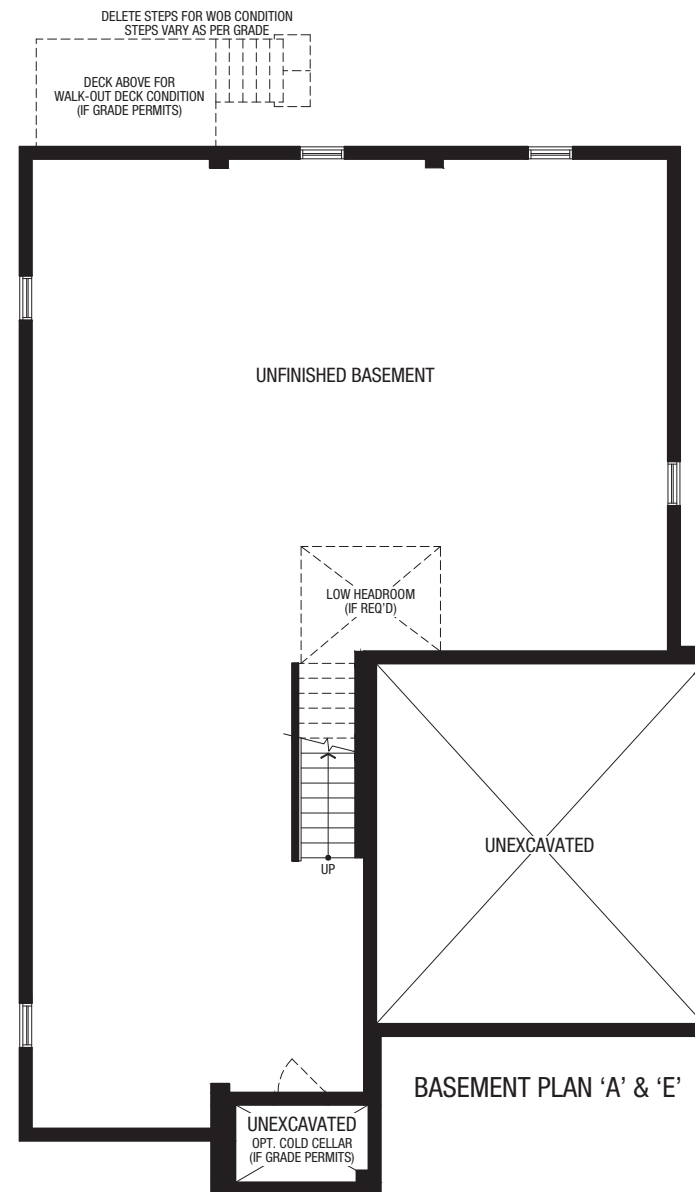 DELETE STEPS FOR WOB CONDITION
STEPS VARY AS PER GRADE
DECK ABOVE FOR
WALK-OUT DECK CONDITION
(IF GRADE PERMITS)
UNFINISHED BASEMENT
LOW HEADROOM
(IF REQ'D)
UNEXCAVATED
UP
BASEMENT PLAN ‘A’ & ‘E’
UNEXCAVATED
OPT. COLD CELLAR
(IF GRADE PERMITS)